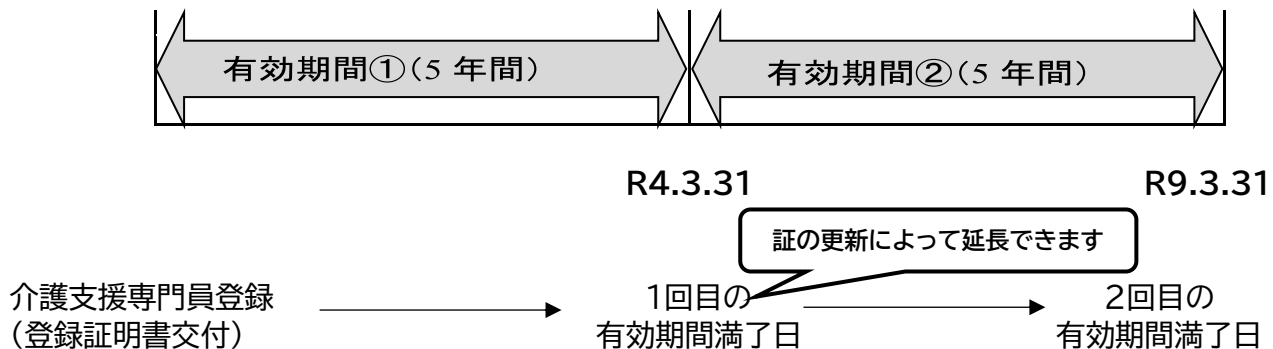 有効期間①(5 年間)
有効期間②(5 年間)
R4.3.31
R9.3.31
証の更新によって延長できます
介護支援専門員登録
(登録証明書交付)
1回目の
有効期間満了日
2回目の
有効期間満了日